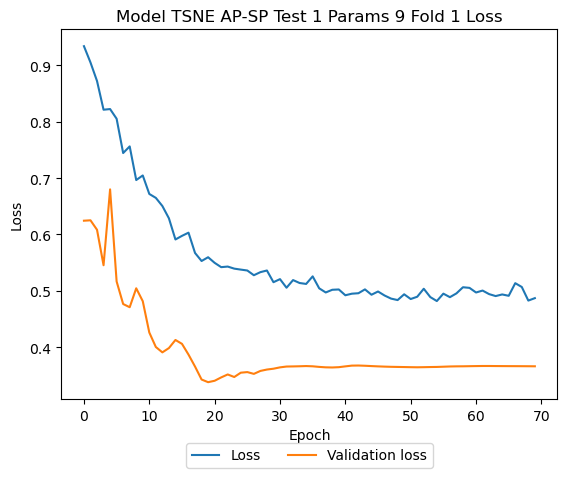 Model TSNE AP-SP Test 1 Params 9 Fold 1 Loss
Loss
0.9
0.8
0.7
0.6
0.5
0.4
0 10 20 30 40 50 60 70
Epoch
Loss Validation loss